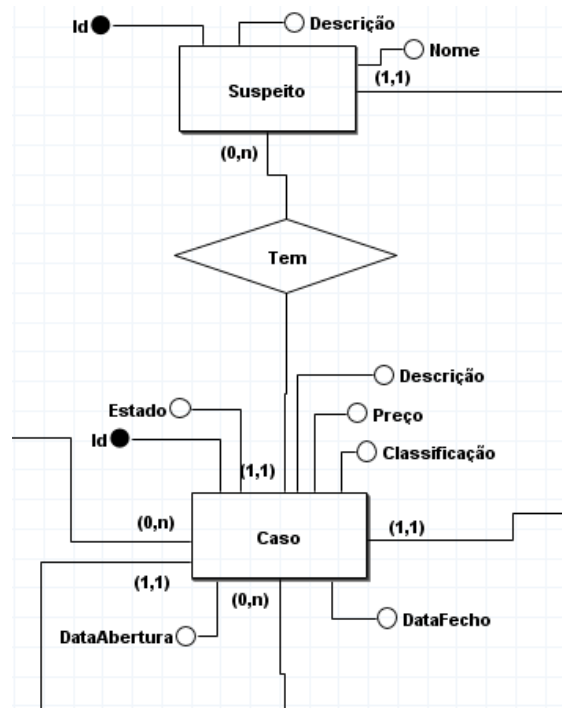 Id
Descrição
Nome
(1,1)
Suspeito
(0,n)
Tem
Descrição
Estado
Preço
Id
Classificação
(1,1)
(0,n)
Caso
(1,1)
(1,1)
(0,n)
DataFecho
DataAbertura